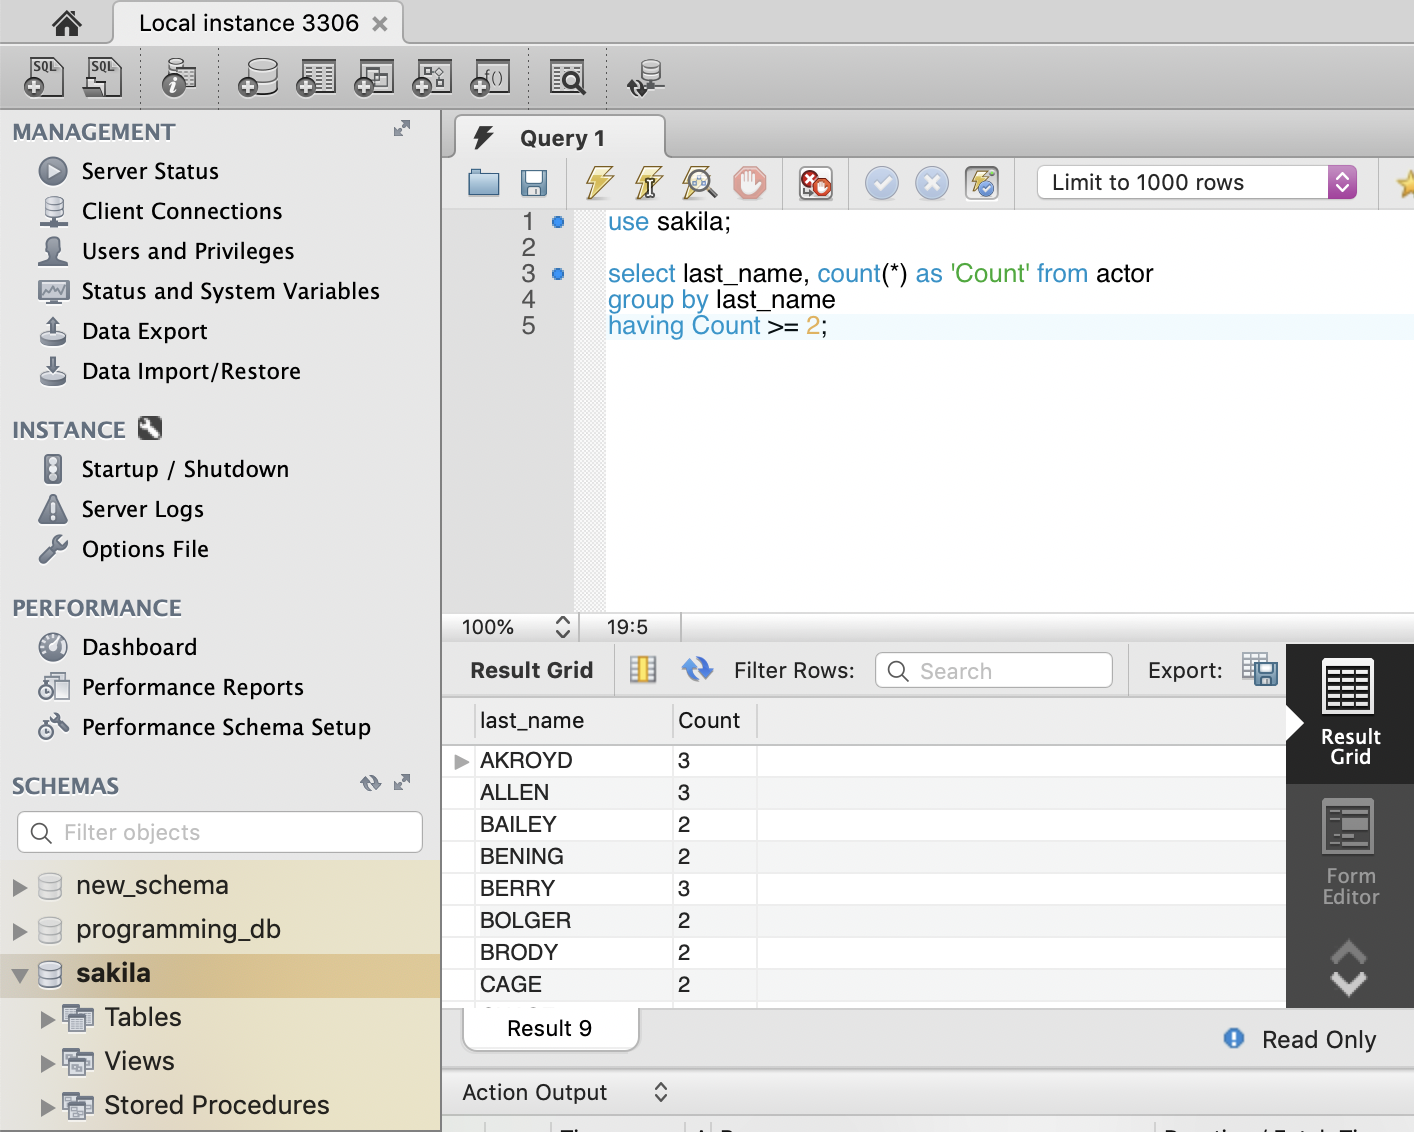 Local instance 3306
SQL
SQL
MANAGEMENT
Server Status
Client Connections
Users and Privileges
Status and System Variables
Data Export
Data Import/Restore
INSTANCE
Startup / Shutdown
Server Logs
Options File
PERFORMANCE
Dashboard
Performance Reports
Performance Schema Setup
SCHEMAS
Filter objects
new_schema
programming_db
sakila
Tables
Views
Stored Procedures
Query 1
Limit to 1000 rows
1 use sakila;
2
3 select last_name, count(*) as 'Count' from actor
4 group by last_name
5 having Count >= 2;
100% 19:5
Result Grid Filter Rows: Search Export:
last_name Count
AKROYD 3
ALLEN 3
BAILEY 2
BENING 2
BERRY 3
BOLGER 2
BRODY 2
CAGE 2
Result
Grid
Form
Editor
Result 9
Read Only
Action Output